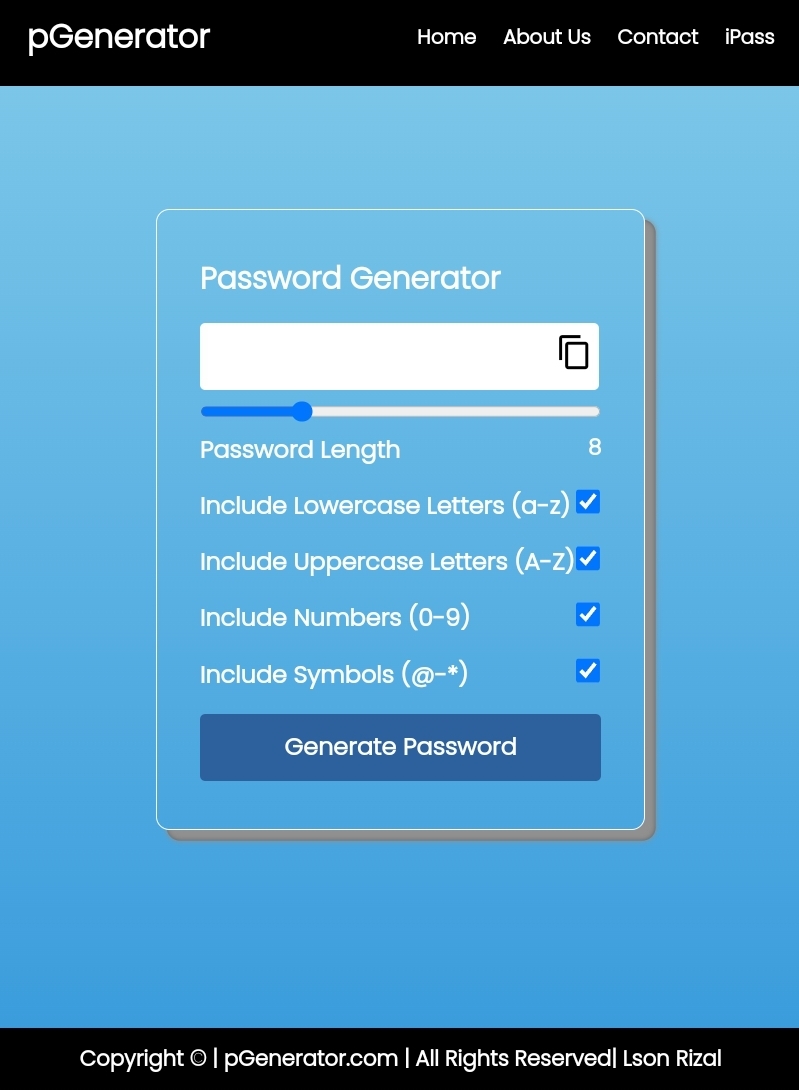 pGenerator
Home About Us Contact iPass
Password Generator
Password Length 8
Include Lowercase Letters (a-z)
Include Uppercase Letters (A-Z)
Include Numbers (0-9)
Include Symbols (@-*)
Generate Password
Copyright © | pGenerator.com | All Rights Reserved| Lson Rizal